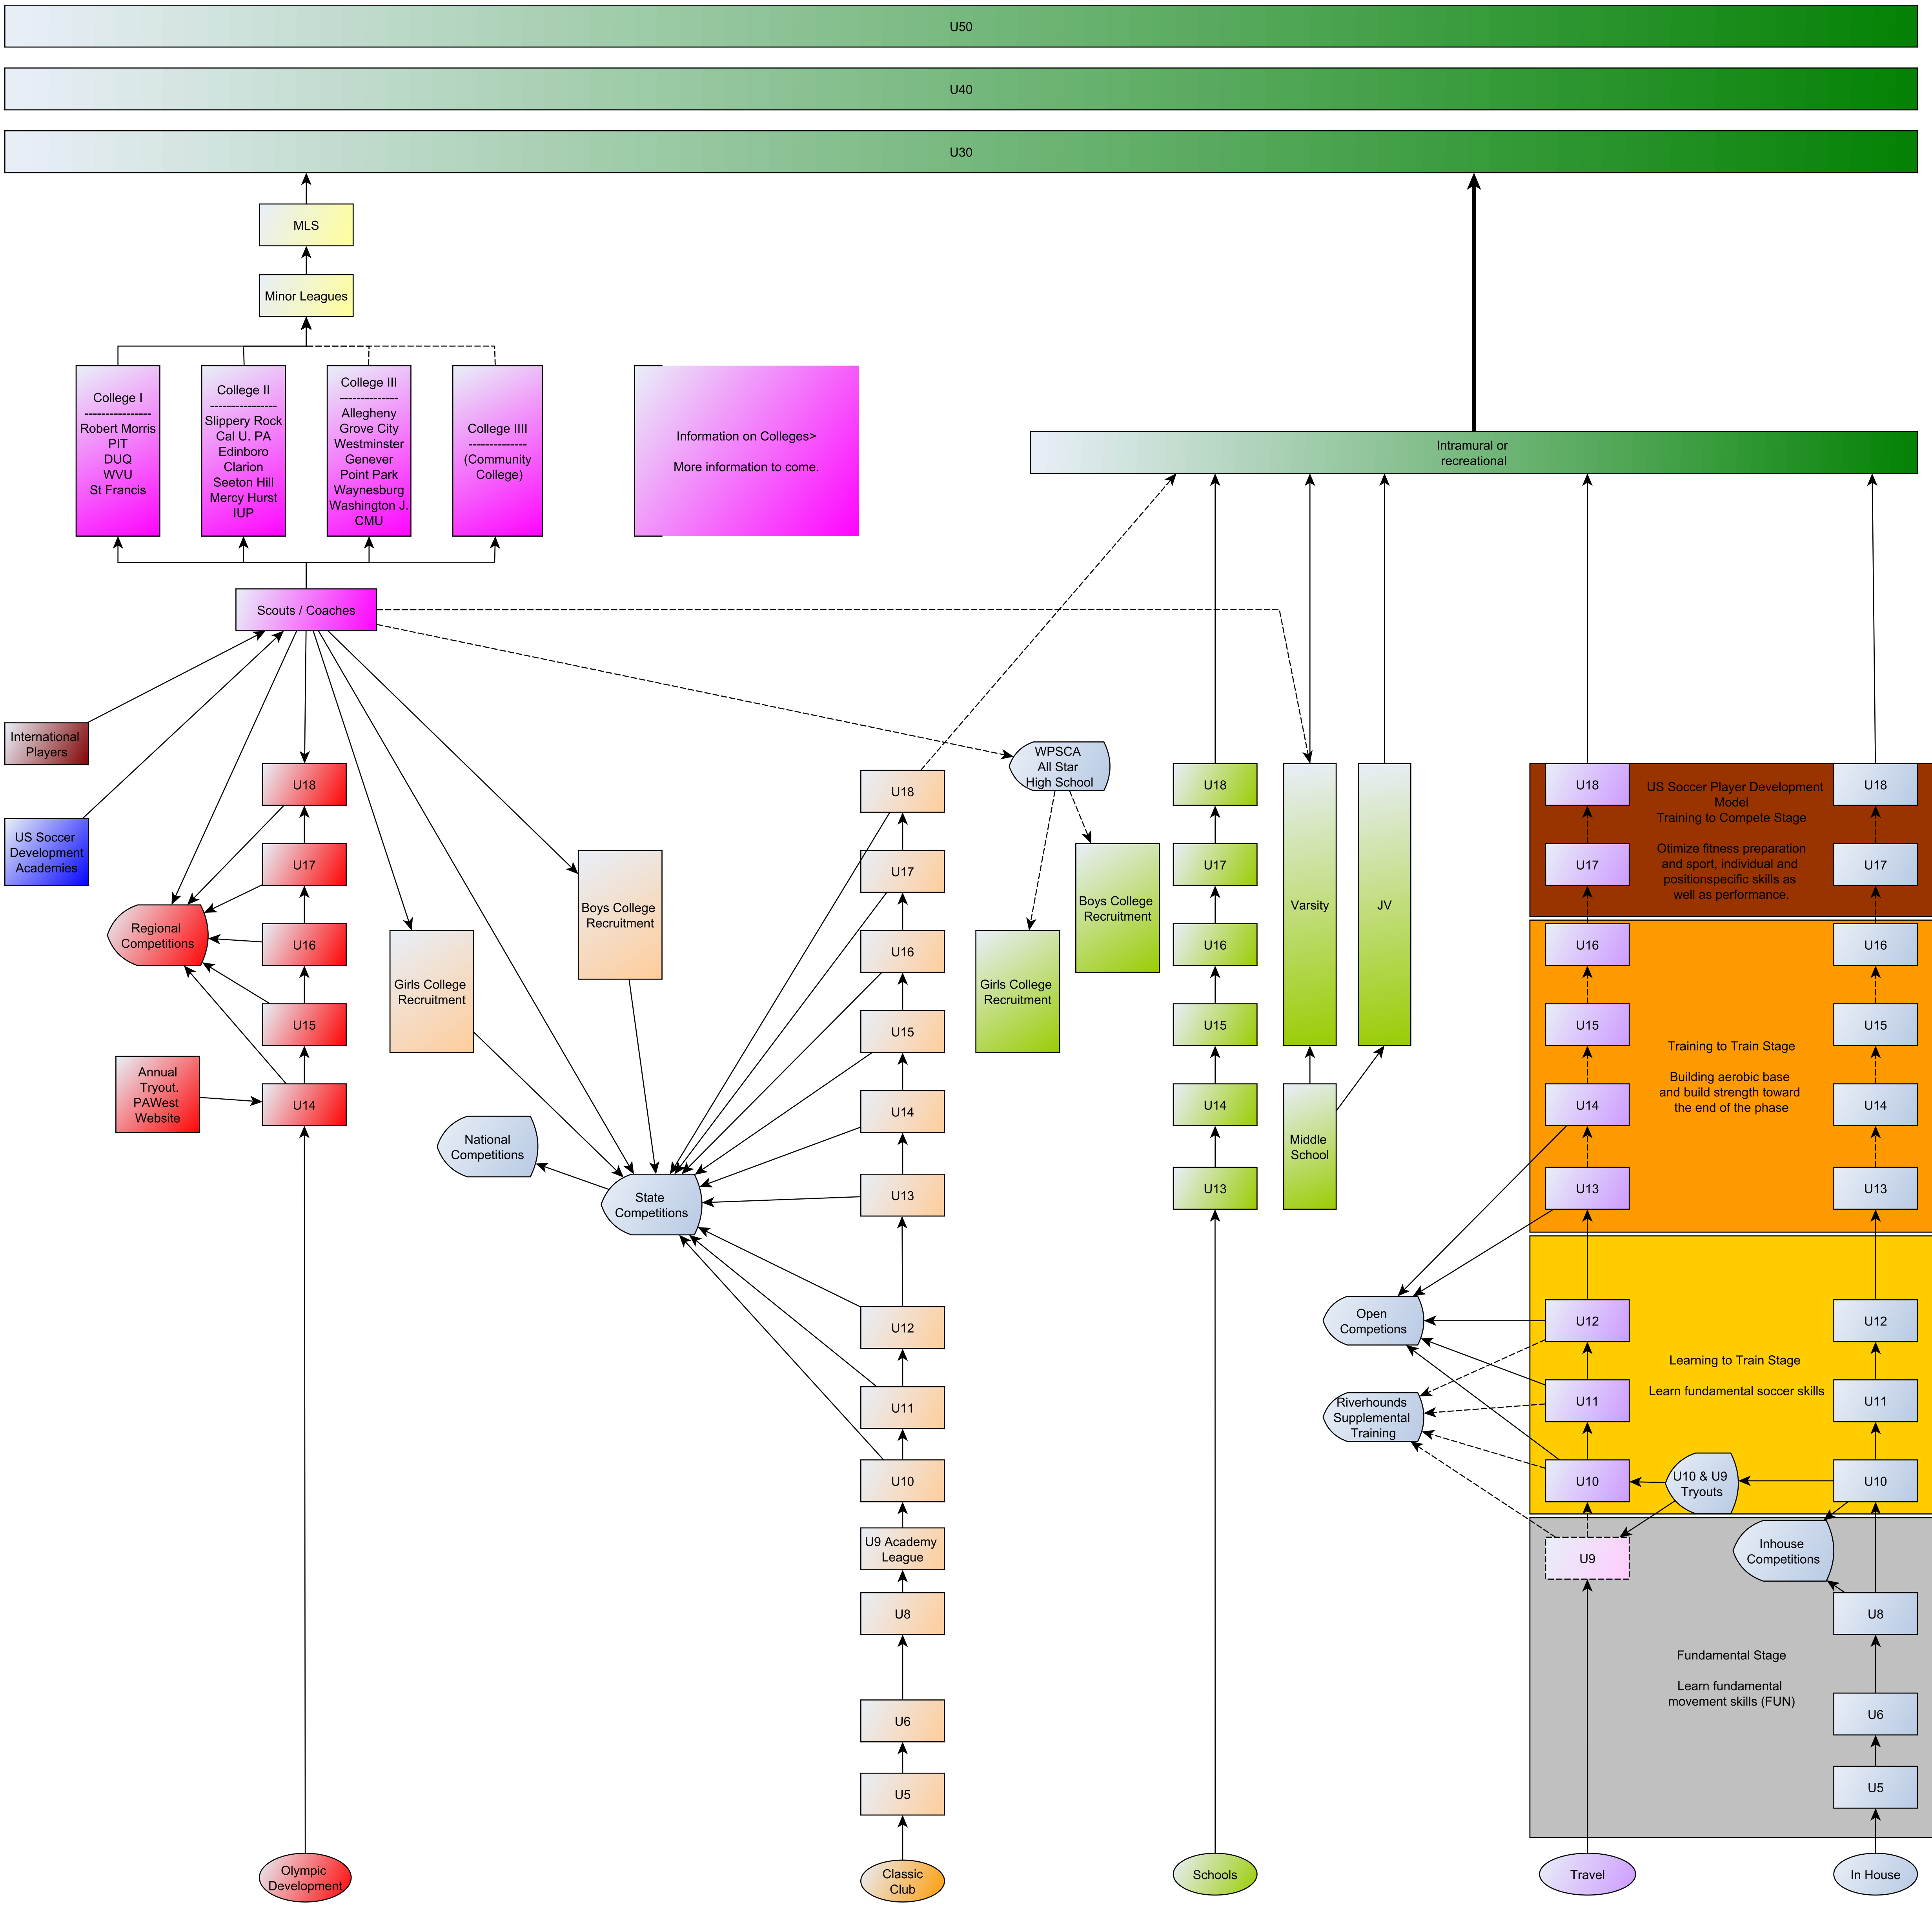 U50
U40
U30
MLS
Minor Leagues
College I
----------------
Robert Morris
PIT
DUQ
WVU
St Francis
College II
----------------
Slippery Rock
Cal U. PA
Edinboro
Clarion
Seeton Hill
Mercy Hurst
IUP
College III
--------------
Allegheny
Grove City
Westminster
Genever
Point Park
Waynesburg
Washington J.
CMU
College IIII
--------------
(Community
College)
Information on Colleges>
More information to come.
Intramural or
recreational
Scouts / Coaches
International
Players
US Soccer
Development
Academies
U18
U17
U16
U15
U14
Regional
Competitions
Annual
Tryout.
PAWest
Website
Olympic
Development
Girls College
Recruitment
Boys College
Recruitment
National
Competitions
State
Competitions
U18
U17
U16
U15
U14
U13
U12
U11
U10
U9 Academy
League
U8
U6
U5
Classic
Club
WPSCA
All Star
High School
Girls College
Recruitment
Boys College
Recruitment
U18
U17
U16
U15
U14
U13
Schools
Varsity
JV
Middle
School
Open
Competions
Riverhounds
Supplemental
Training
U18
U17
U16
U15
U14
U13
U12
U11
U10
U9
Travel
US Soccer Player Development
Model
Training to Compete Stage
Otimize fitness preparation
and sport, individual and
positionspecific skills as
well as performance.
Training to Train Stage
Building aerobic base
and build strength toward
the end of the phase
Learning to Train Stage
Learn fundamental soccer skills
U10 & U9
Tryouts
Inhouse
Competitions
Fundamental Stage
Learn fundamental
movement skills (FUN)
U18
U17
U16
U15
U14
U13
U12
U11
U10
U8
U6
U5
In House